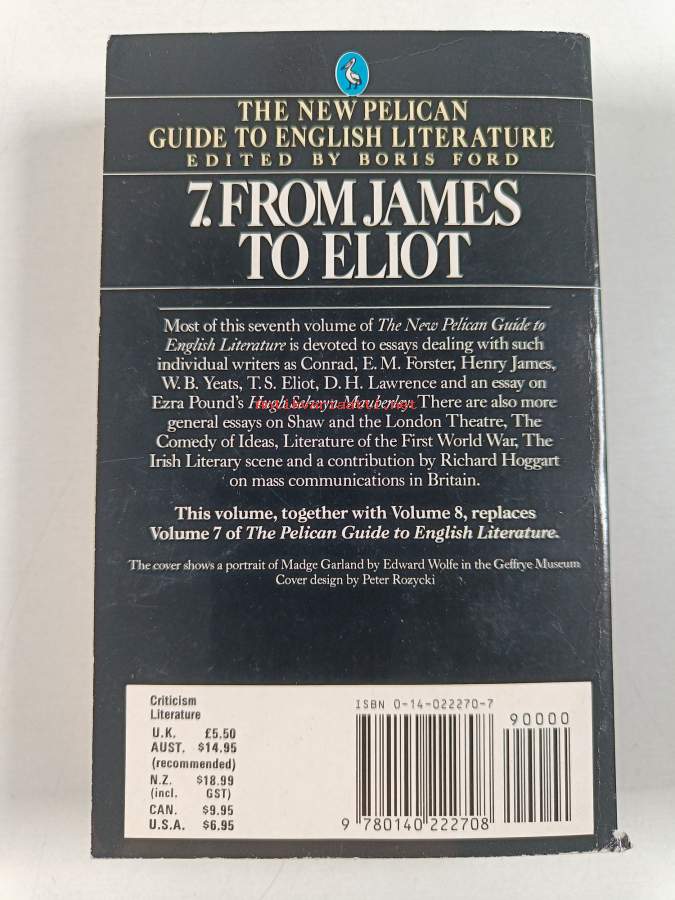 THE NEW PELICAN
GUIDE TO ENGLISH LITERATURE
EDITED BY BORIS FORD
7. FROM JAMES
TO ELIOT
Most of this seventh volume of The New Pelican Guide to
English Literature is devoted to essays dealing with such
individual writers as Conrad, E. M. Forster, Henry James,
W. B. Yeats, T. S. Eliot, D. H. Lawrence and an essay on
Ezra Pound's Hugh Selwyn Mauberley. There are also more
general essays on Shaw and the London Theatre, The
Comedy of Ideas, Literature of the First World War, The
Irish Literary scene and a contribution by Richard Hoggart
on mass communications in Britain.
This volume, together with Volume 8, replaces
Volume 7 of The Pelican Guide to English Literature.
The cover shows a portrait of Madge Garland by Edward Wolfe in the Geffrye Museum
Cover design by Peter Rozycki
Criticism
Literature
U.K. £5.50
AUST. $14.95
(recommended)
N.Z. $18.99
(incl. GST)
CAN. $9.95
U.S.A. $6.95
ISBN 0-14-022270-7
90000
9 780140 222708